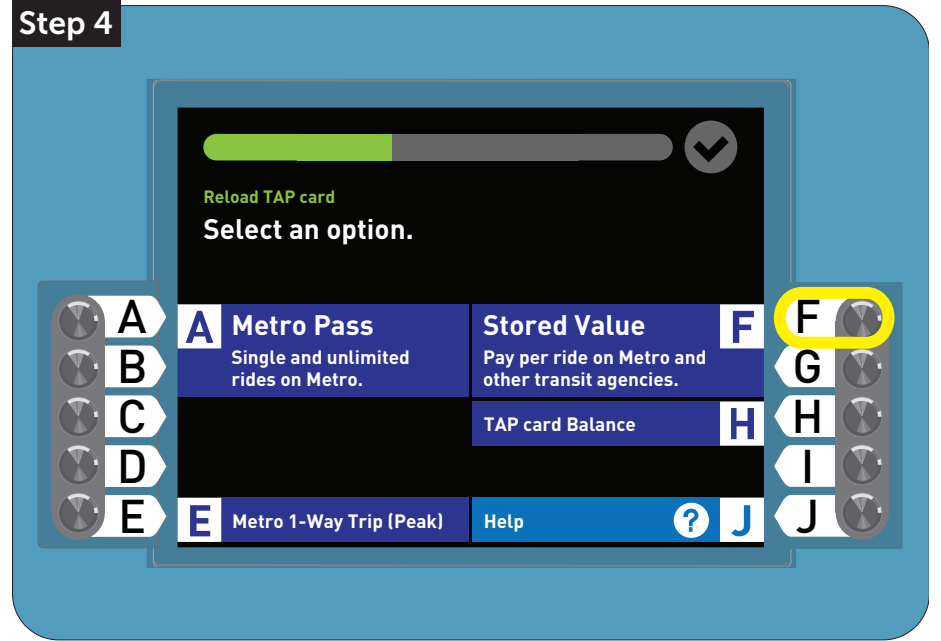 Step 4
Reload TAP card
Select an option.
A
B
C
D
E
A Metro Pass
Single and unlimited
rides on Metro.
Stored Value F
Pay per ride on Metro and
other transit agencies.
TAP card Balance H
E Metro 1-Way Trip (Peak)
Help ? J
F
G
H
I
J